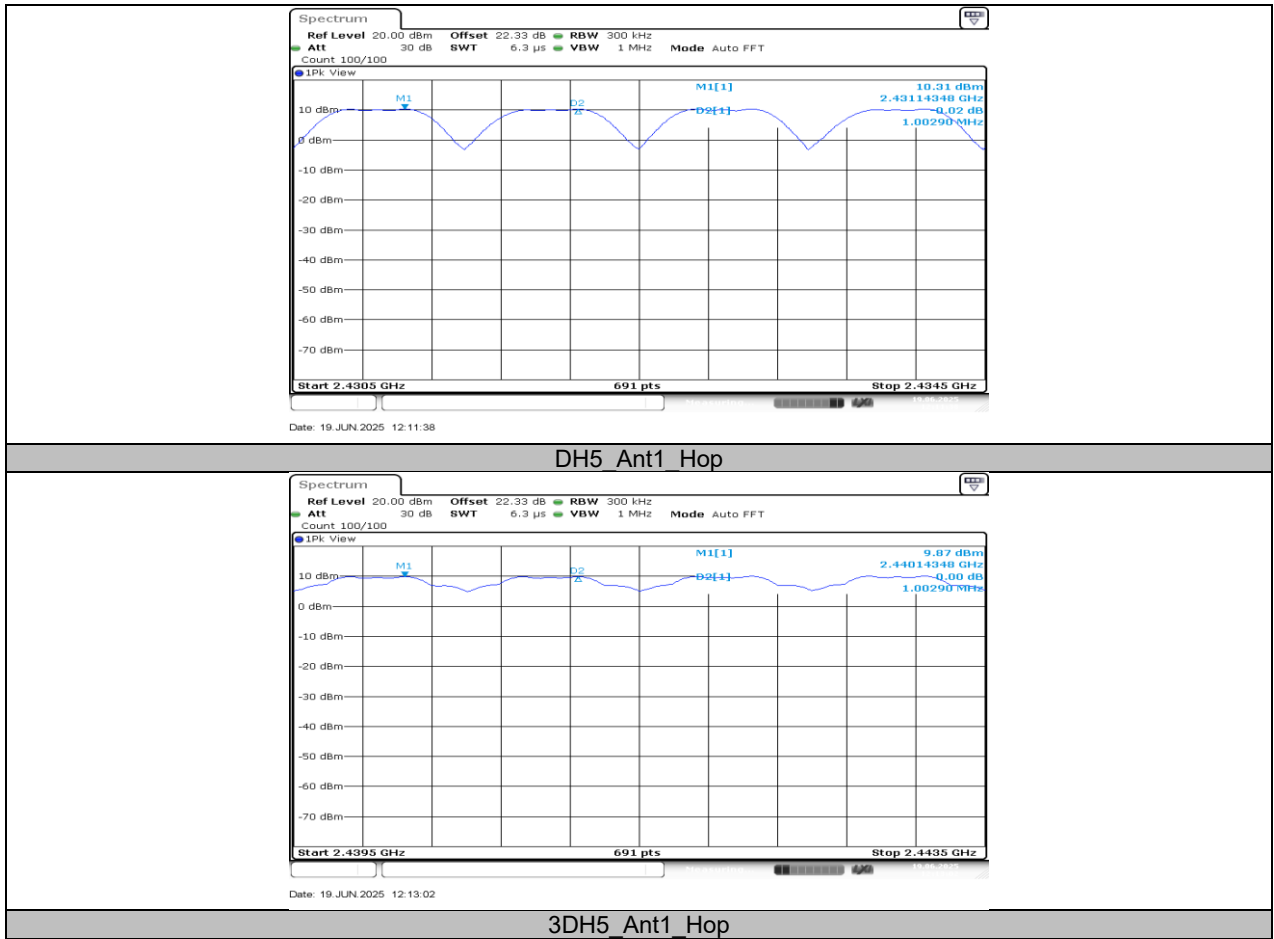 Spectrum
Ref Level 20.00 dBm Offset 22.33 dB RBW 300 kHz
Att 30 dB SWT 6.3 µs VBW 1 MHz Mode Auto FFT
Count 100/100
1Pk View
M1[1] 10.31 dBm
M1 2.43114348 GHz
D2
10 dBm D2[1] -0.02 dB
1.00290 MHz
0 dBm
-10 dBm
-20 dBm
-30 dBm
-40 dBm
-50 dBm
-60 dBm
-70 dBm
Start 2.4305 GHz 691 pts Stop 2.4345 GHz
Date: 19.JUN.2025 12:11:38
DH5_Ant1_Hop
Spectrum
Ref Level 20.00 dBm Offset 22.33 dB RBW 300 kHz
Att 30 dB SWT 6.3 µs VBW 1 MHz Mode Auto FFT
Count 100/100
1Pk View
M1[1] 9.87 dBm
M1 2.44014348 GHz
D2
10 dBm D2[1] 0.00 dB
1.00290 MHz
0 dBm
-10 dBm
-20 dBm
-30 dBm
-40 dBm
-50 dBm
-60 dBm
-70 dBm
Start 2.4395 GHz 691 pts Stop 2.4435 GHz
Date: 19.JUN.2025 12:13:02
3DH5_Ant1_Hop